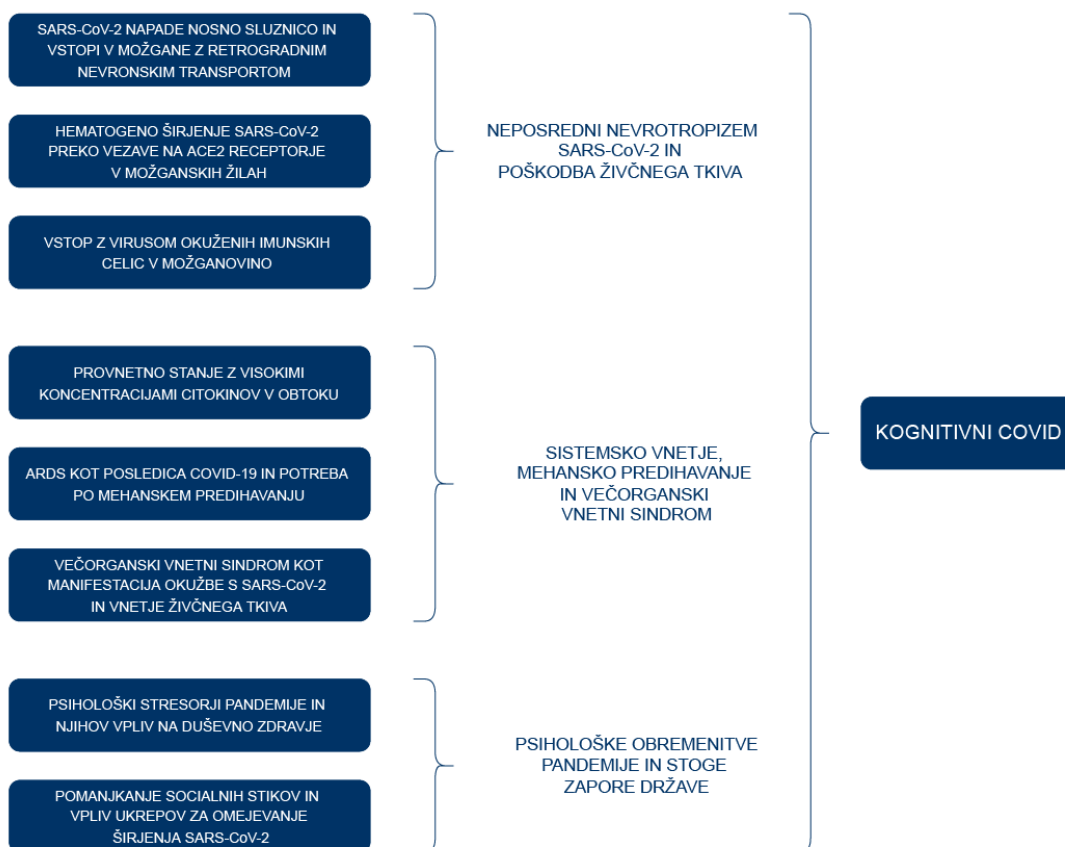 SARS-CoV-2 NAPADE NOSNO SLUZNICO IN
VSTOPI V MOŽGANE Z RETROGRADNIM
NEVRONSKIM TRANSPORTOM
HEMATOGENO ŠIRJENJE SARS-CoV-2
PREKO VEZAVE NA ACE2 RECEPTORJE
V MOŽGANSKIH ŽILAH
VSTOP Z VIRUSOM OKUŽENIH IMUNSKIH
CELIC V MOŽGANOVINO
NEPOSREDNI NEVROTROPIZEM
SARS-CoV-2 IN
POŠKODBA ŽIVČNEGA TKIVA
PROVNETNO STANJE Z VISOKIMI
KONCENTRACIJAMI CITOKINOV V OBTOKU
ARDS KOT POSLEDICA COVID-19 IN POTREBA
PO MEHANSKEM PREDIHAVANJU
VEČORGANSKI VNETNI SINDROM KOT
MANIFESTACIJA OKUŽBE S SARS-CoV-2
IN VNETJE ŽIVČNEGA TKIVA
SISTEMSKO VNETJE,
MEHANSKO PREDIHAVANJE
IN VEČORGANSKI
VNETNI SINDROM
PSIHOLOŠKI STRESORJI PANDEMIJE IN
NJIHOV VPLIV NA DUŠEVNO ZDRAVJE
POMANJKANJE SOCIALNIH STIKOV IN
VPLIV UKREPOV ZA OMEJEVANJE
ŠIRJENJA SARS-CoV-2
PSIHOLOŠKE OBREMENITVE
PANDEMIJE IN STOGE
ZAPORE DRŽAVE
KOGNITIVNI COVID